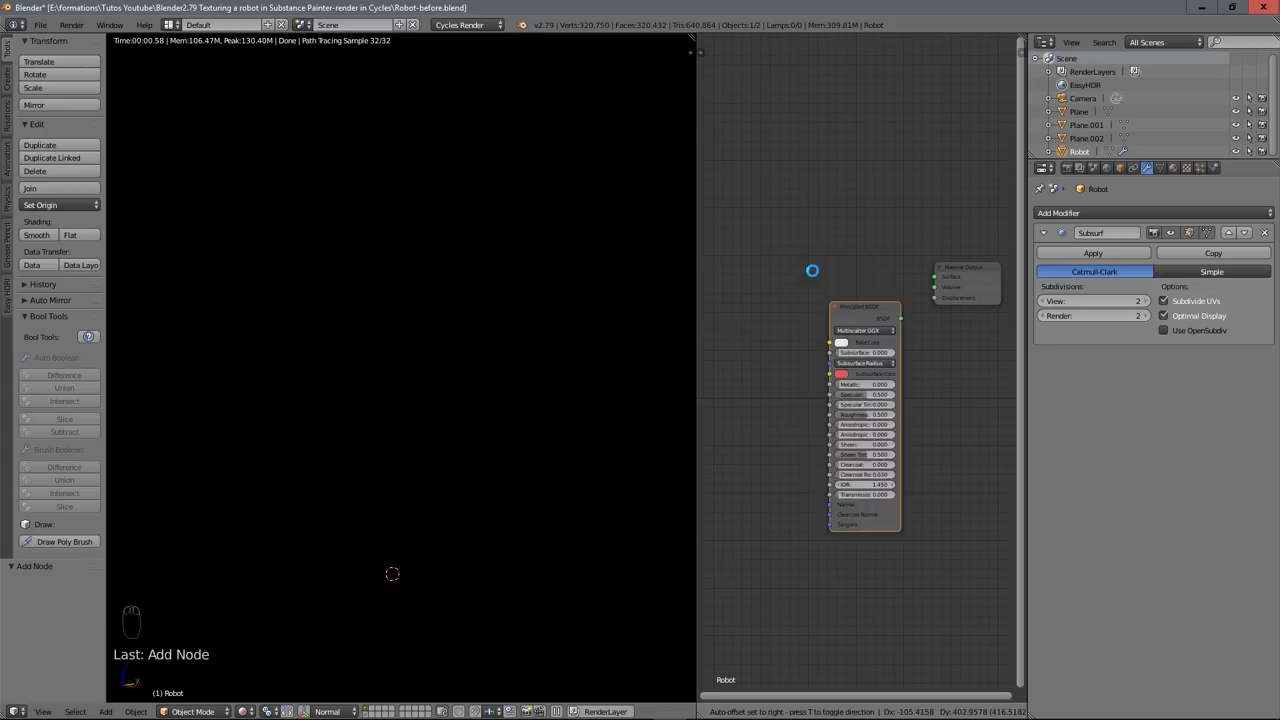 Blender* [E:\formations\Tutos Youtube\Blender2.79 Texturing a robot in Substance Painter-render in Cycles\Robot-before.blend]
File Render Window Help Default Scene Cycles Render v2.79 | Verts:320,750 | Faces:320,432 | Tris:640,864 | Objects:1/2 | Lamps:0/0 | Mem:309.81M | Robot
Time:00:00.58 | Mem:106.47M, Peak:130.40M | Done | Path Tracing Sample 32/32
Tools
Create
Relations
Animation
Physics
Grease Pencil
Easy HDRI
Transform
Translate
Rotate
Scale
Mirror
Edit
Duplicate
Duplicate Linked
Delete
Join
Set Origin
Shading:
Smooth Flat
Data Transfer:
Data Data Layo
History
Auto Mirror
Bool Tools
Bool Tools:
Auto Boolean
Difference
Union
Intersect
Slice
Subtract
Brush Boolean
Difference
Union
Intersect
Slice
Draw:
Draw Poly Brush
Add Node
Last: Add Node
y
(1) Robot
View Select Add Object Object Mode Normal RenderLayer
Material Output
Surface
Volume
Displacement
Principled BSDF
BSDF
Multiscatter GGX
Base Color
Subsurface: 0.000
Subsurface Radius
Subsurface Color
Metallic: 0.000
Specular: 0.500
Specular Tin: 0.000
Roughness: 0.500
Anisotropic: 0.000
Anisotropic: 0.000
Sheen: 0.000
Sheen Tint: 0.500
Clearcoat: 0.000
Clearcoat Ro: 0.030
IOR: 1.450
Transmission: 0.000
Normal
Clearcoat Normal
Tangent
Robot
Auto-offset set to right - press T to toggle direction | Dx: -105.4158 Dy: 402.9578 (416.5182
View Search All Scenes
Scene
RenderLayers
EasyHDR
Camera
Plane
Plane.001
Plane.002
Robot
Robot
Add Modifier
Subsurf
Apply Copy
Catmull-Clark Simple
Subdivisions: Options:
View: 2 Subdivide UVs
Render: 2 Optimal Display
Use OpenSubdiv